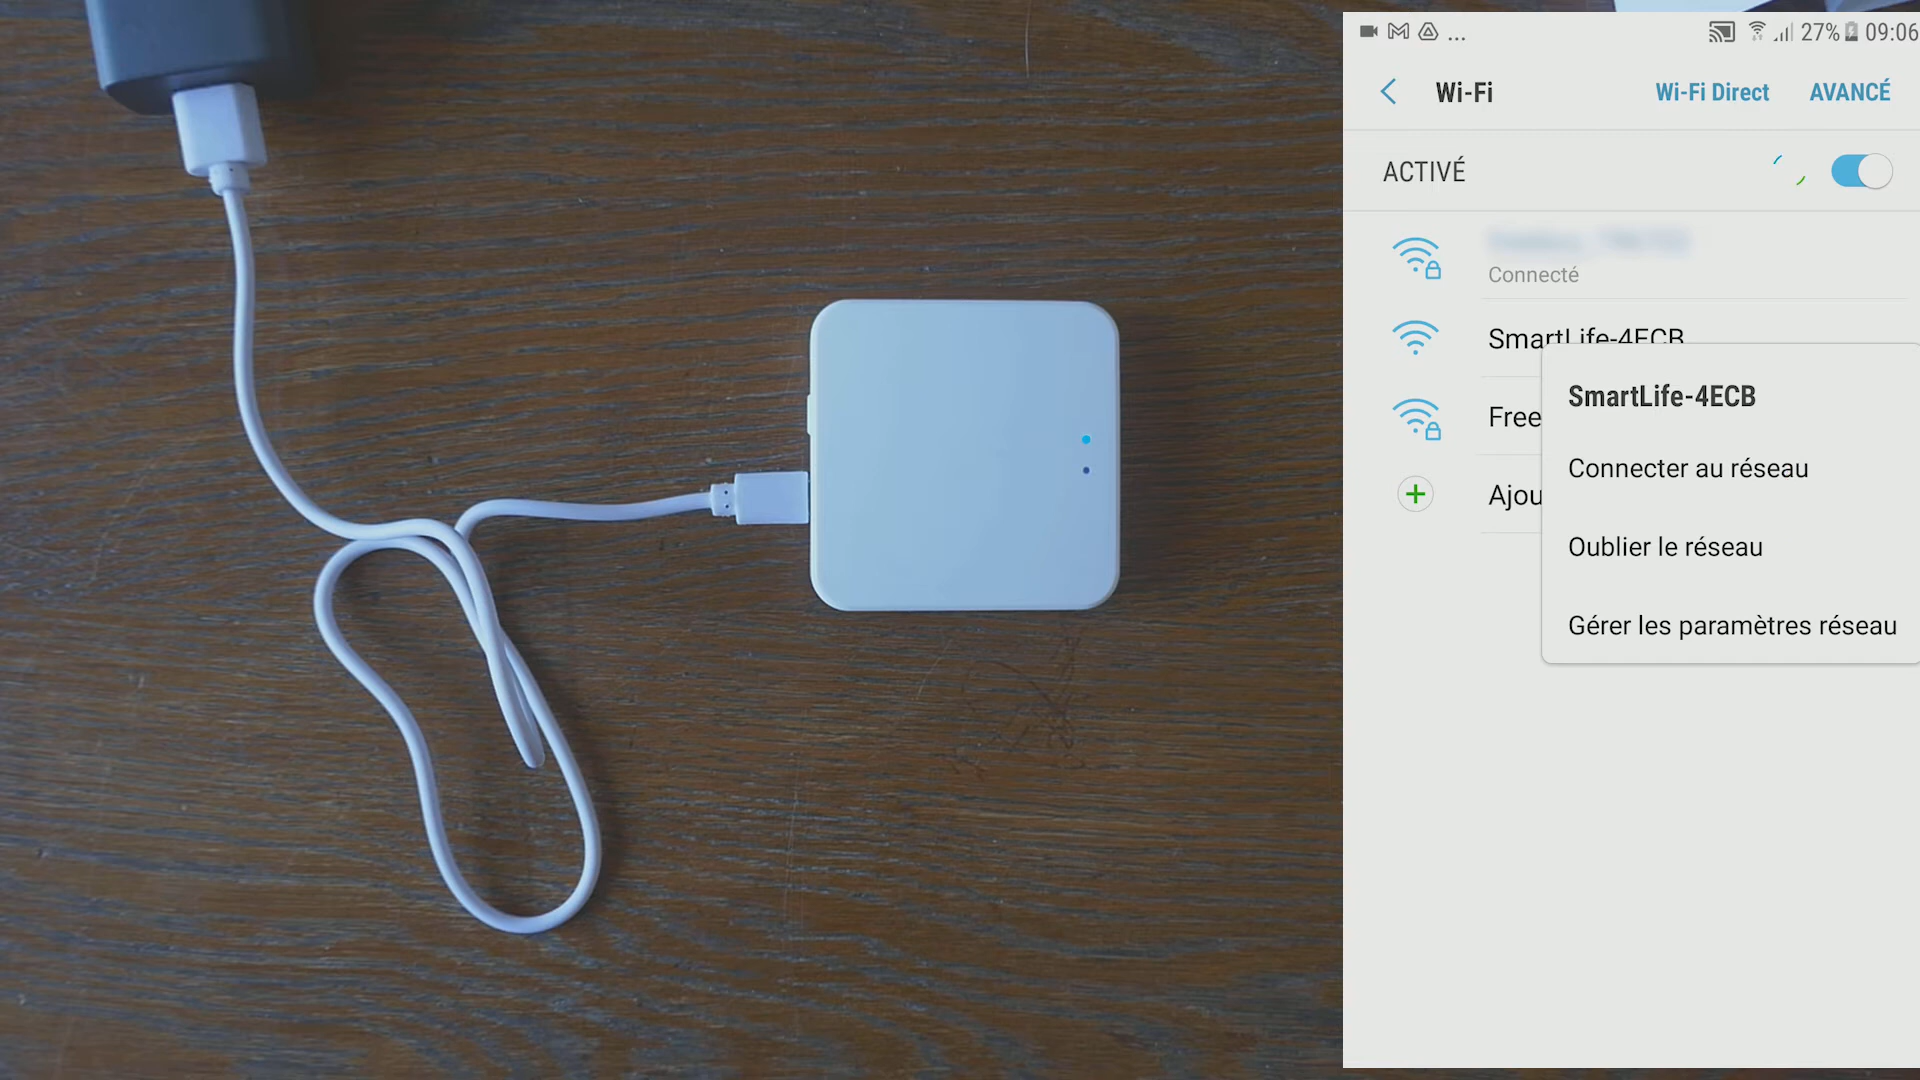 ... 27% 09:06
Wi-Fi Wi-Fi Direct AVANCÉ
ACTIVÉ
Connecté
SmartLife-4ECB
SmartLife-4ECB
Free
Connecter au réseau
Ajou
Oublier le réseau
Gérer les paramètres réseau